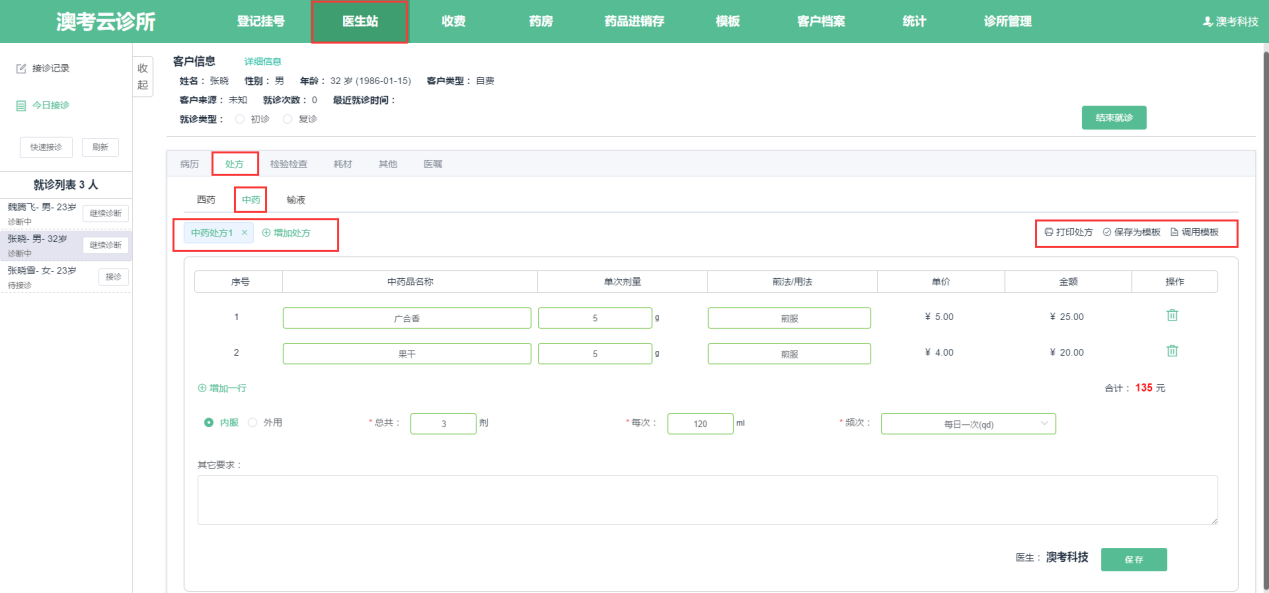 澳考云诊所 登记挂号 医生站 收费 药房 药品进销存 模板 客户档案 统计 诊所管理 澳考科技
接诊记录
今日接诊
快速接诊 刷新
就诊列表 3 人
魏腾飞- 男- 23岁 继续诊断
诊断中
张晓- 男- 32岁 继续诊断
诊断中
张晓雪- 女- 23岁 接诊
待接诊
收起
客户信息 详细信息
姓名： 张晓 性别： 男 年龄： 32 岁 (1986-01-15) 客户类型： 自费
客户来源： 未知 就诊次数： 0 最近就诊时间：
就诊类型： 初诊 复诊
结束就诊
病历 处方 检验检查 耗材 其他 医嘱
西药 中药 输液
中药处方1 × 增加处方 打印处方 保存为模板 调用模板
序号 中药品名称 单次剂量 煎法/用法 单价 金额 操作
1 广合香 5 g 煎服 ¥ 5.00 ¥ 25.00
2 果干 5 g 煎服 ¥ 4.00 ¥ 20.00
增加一行 合计： 135 元
内服 外用 * 总共： 3 剂 * 每次： 120 ml * 频次： 每日一次(qd)
其它要求：
医生： 澳考科技 保存